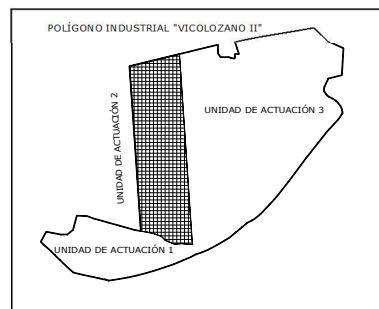 POLÍGONO INDUSTRIAL "VICOLOZANO II"
UNIDAD DE ACTUACIÓN 2
UNIDAD DE ACTUACIÓN 3
UNIDAD DE ACTUACIÓN 1